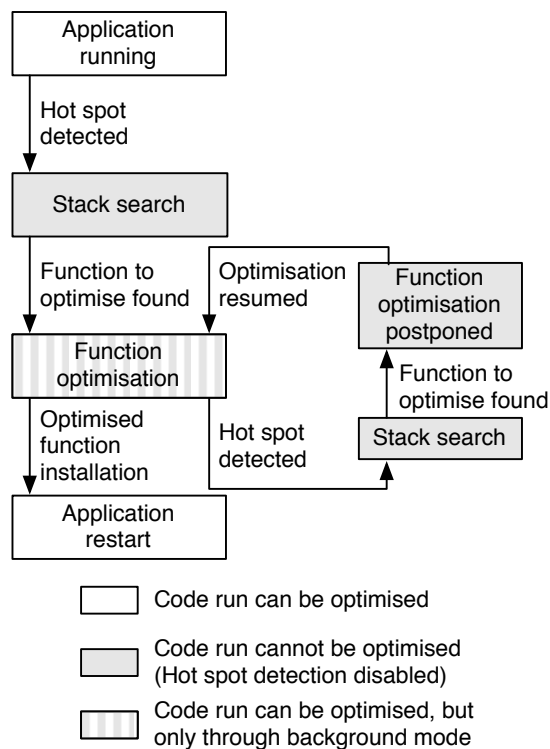 Application
running
Hot spot
detected
Stack search
Function to
optimise found
Optimisation
resumed
Function
optimisation
postponed
Function
optimisation
Function to
optimise found
Optimised
function
installation
Hot spot
detected
Stack search
Application
restart
Code run can be optimised
Code run cannot be optimised
(Hot spot detection disabled)
Code run can be optimised, but
only through background mode